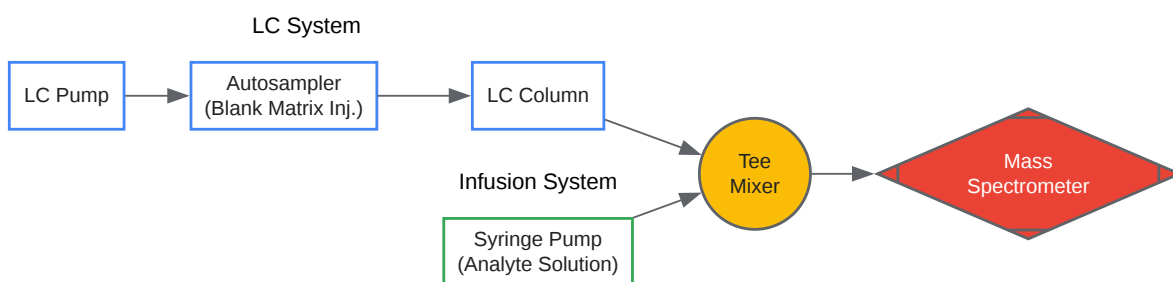 LC System
LC Pump
Autosampler
(Blank Matrix Inj.)
LC Column
Tee
Mixer
Mass
Spectrometer
Infusion System
Syringe Pump
(Analyte Solution)